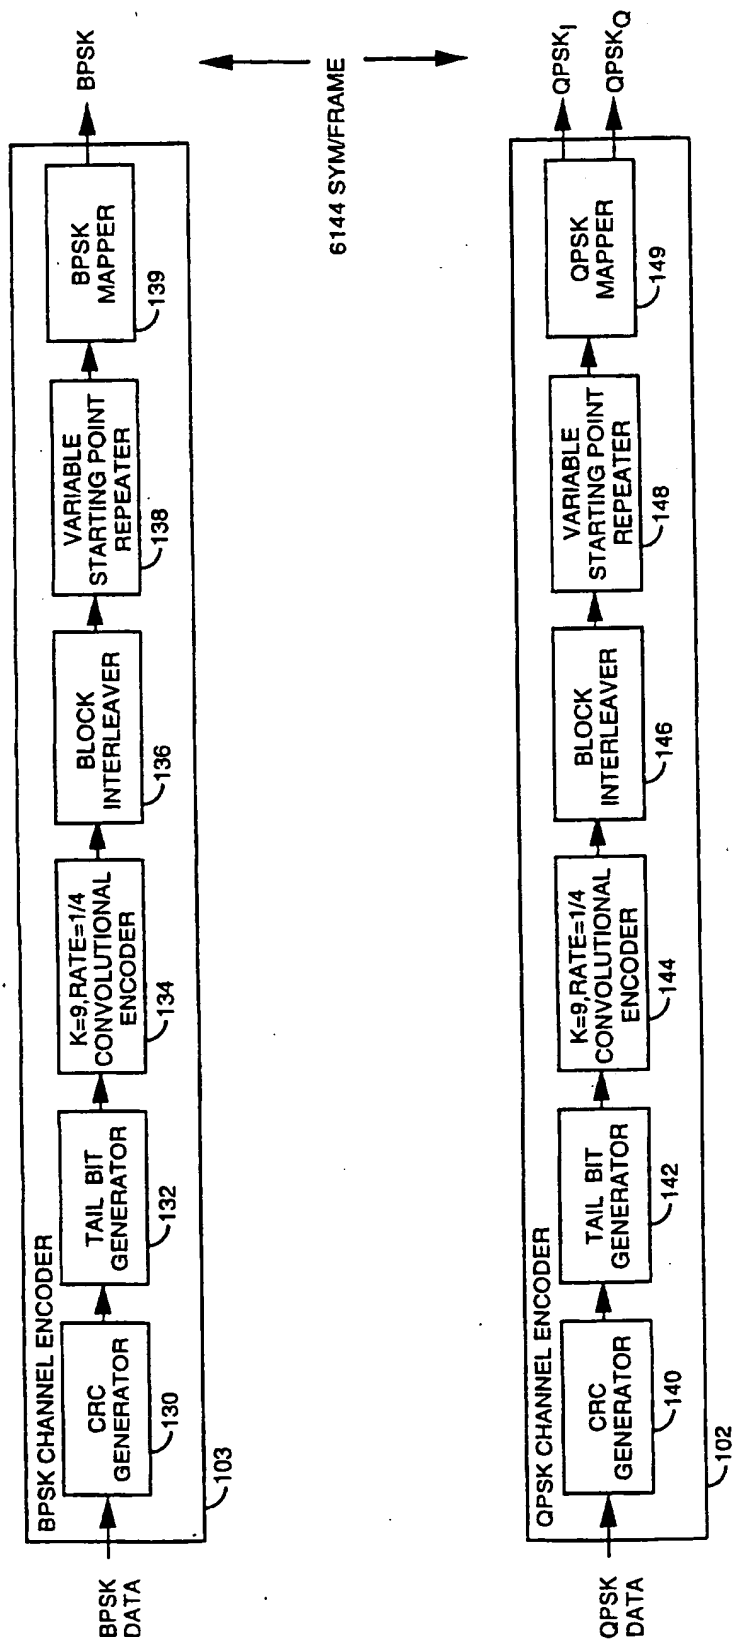 BPSK CHANNEL ENCODER
BPSK
DATA
CRC
GENERATOR
130
TAIL BIT
GENERATOR
132
K=9,RATE=1/4
CONVOLUTIONAL
ENCODER
134
BLOCK
INTERLEAVER
136
VARIABLE
STARTING POINT
REPEATER
138
BPSK
MAPPER
139
BPSK
103
6144 SYM/FRAME
QPSK CHANNEL ENCODER
QPSK
DATA
CRC
GENERATOR
140
TAIL BIT
GENERATOR
142
K=9,RATE=1/4
CONVOLUTIONAL
ENCODER
144
BLOCK
INTERLEAVER
146
VARIABLE
STARTING POINT
REPEATER
148
QPSK
MAPPER
149
QPSKI
QPSKQ
102